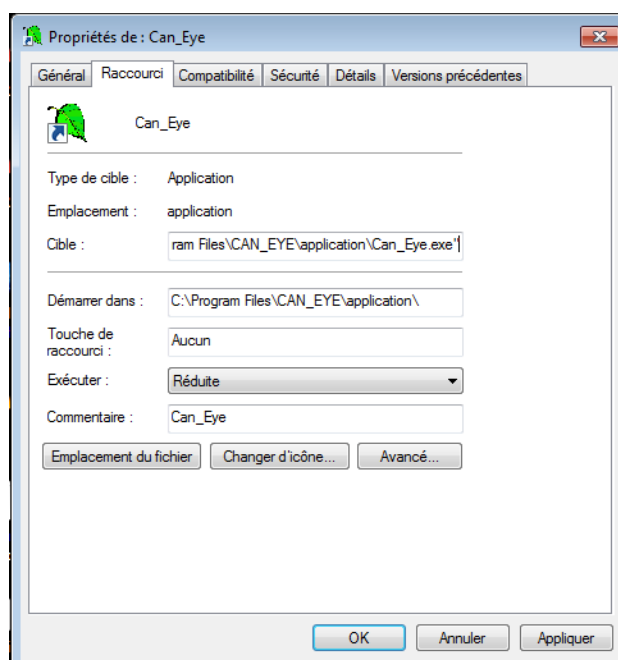 Propriétés de : Can_Eye
Général Raccourci Compatibilité Sécurité Détails Versions précédentes
Can_Eye
Type de cible : Application
Emplacement : application
Cible : ram Files\CAN_EYE\application\Can_Eye.exe"
Démarrer dans : C:\Program Files\CAN_EYE\application\
Touche de
raccourci : Aucun
Exécuter : Réduite
Commentaire : Can_Eye
Emplacement du fichier Changer d'icône... Avancé...
OK Annuler Appliquer